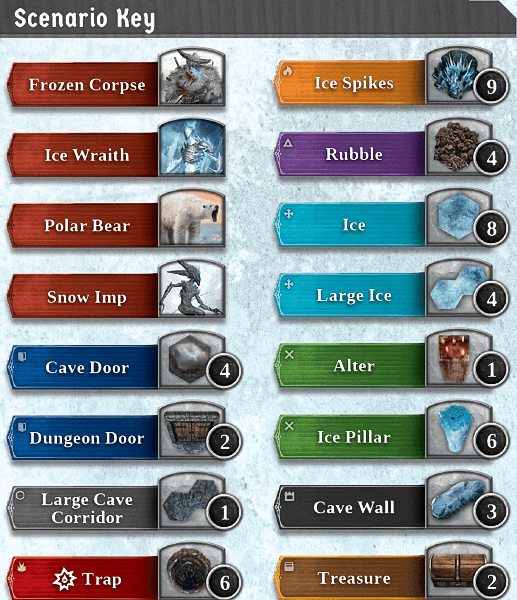 Scenario Key
Frozen Corpse
Ice Wraith
Polar Bear
Snow Imp
Cave Door 4
Dungeon Door 2
Large Cave
Corridor 1
Trap 6
Ice Spikes 9
Rubble 4
Ice 8
Large Ice 4
Alter 1
Ice Pillar 6
Cave Wall 3
Treasure 2